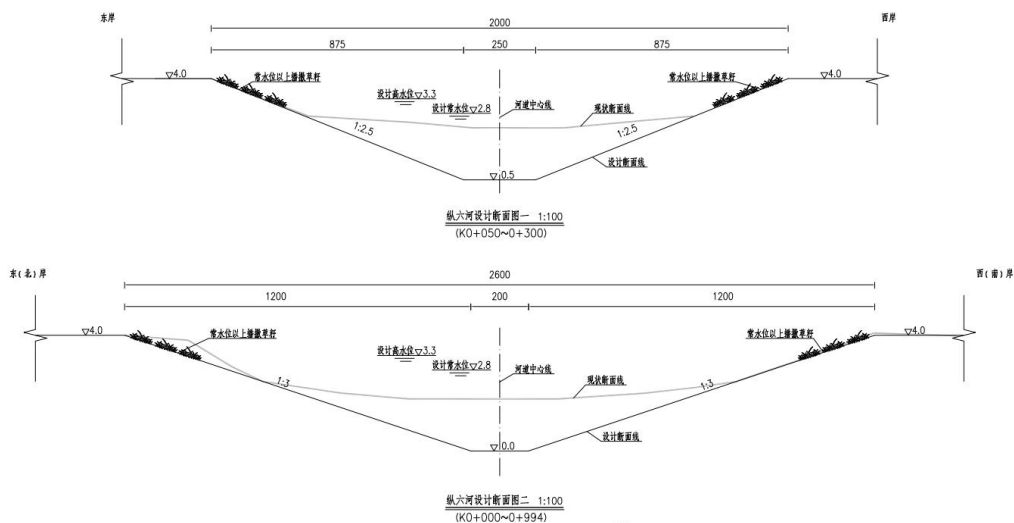 东岸
西岸
2000
875 250 875
▽4.0
常水位以上播撒草籽
设计高水位▽3.3
设计常水位▽2.8
河道中心线
现状断面线
常水位以上播撒草籽
▽4.0
1:2.5
1:2.5
设计断面线
▽0.5
纵六河设计断面图一 1:100
(K0+050~0+300)
东(北)岸
西(南)岸
2600
1200 200 1200
▽4.0
常水位以上播撒草籽
设计高水位▽3.3
设计常水位▽2.8
河道中心线
现状断面线
常水位以上播撒草籽
▽4.0
1:3
1:3
设计断面线
▽0.0
纵六河设计断面图二 1:100
(K0+000~0+994)